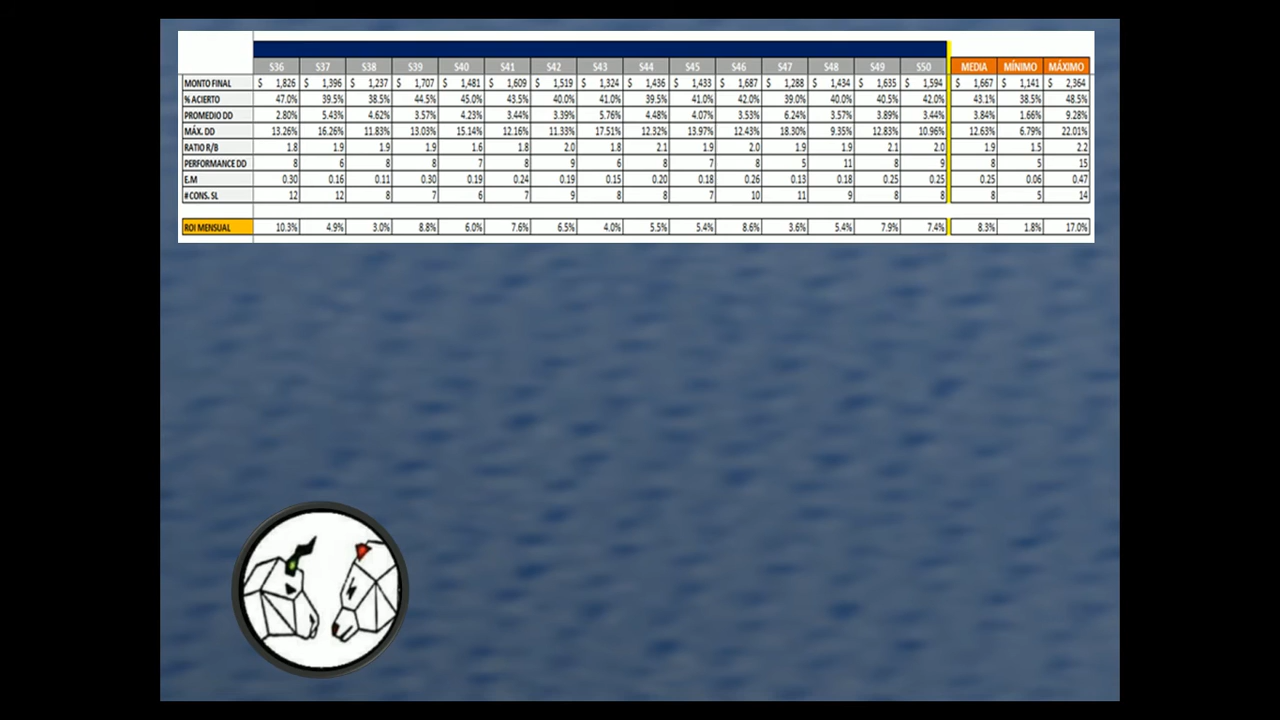 S36 S37 S38 S39 S40 S41 S42 S43 S44 S45 S46 S47 S48 S49 S50 MEDIA MÍNIMO MÁXIMO
MONTO FINAL $ 1,826 $ 1,396 $ 1,237 $ 1,707 $ 1,481 $ 1,609 $ 1,519 $ 1,324 $ 1,436 $ 1,433 $ 1,687 $ 1,288 $ 1,434 $ 1,635 $ 1,594 $ 1,667 $ 1,141 $ 2,364
% ACIERTO 47.0% 39.5% 38.5% 44.5% 45.0% 43.5% 40.0% 41.0% 39.5% 41.0% 42.0% 39.0% 40.0% 40.5% 42.0% 43.1% 38.5% 48.5%
PROMEDIO DD 2.80% 5.43% 4.62% 3.57% 4.23% 3.44% 3.39% 5.76% 4.48% 4.07% 3.53% 6.24% 3.57% 3.89% 3.44% 3.84% 1.66% 9.28%
MÁX. DD 13.26% 16.26% 11.83% 13.03% 15.14% 12.16% 11.33% 17.51% 12.32% 13.97% 12.43% 18.30% 9.35% 12.83% 10.96% 12.63% 6.79% 22.01%
RATIO R/B 1.8 1.9 1.9 1.9 1.6 1.8 2.0 1.8 2.1 1.9 2.0 1.9 1.9 2.1 2.0 1.9 1.5 2.2
PERFORMANCE DD 8 6 8 8 7 8 9 6 8 7 8 5 11 8 9 8 5 15
E.M 0.30 0.16 0.11 0.30 0.19 0.24 0.19 0.15 0.20 0.18 0.26 0.13 0.18 0.25 0.25 0.25 0.06 0.47
# CONS. SL 12 12 8 7 6 7 9 8 8 7 10 11 9 8 8 8 5 14
ROI MENSUAL 10.3% 4.9% 3.0% 8.8% 6.0% 7.6% 6.5% 4.0% 5.5% 5.4% 8.6% 3.6% 5.4% 7.9% 7.4% 8.3% 1.8% 17.0%